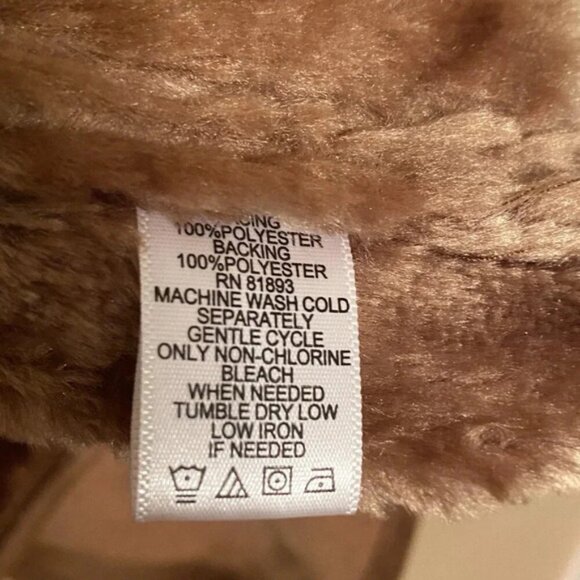 100%POLYESTER
BACKING
100%POLYESTER
RN 81893
MACHINE WASH COLD
SEPARATELY
GENTLE CYCLE
ONLY NON-CHLORINE
BLEACH
WHEN NEEDED
TUMBLE DRY LOW
LOW IRON
IF NEEDED